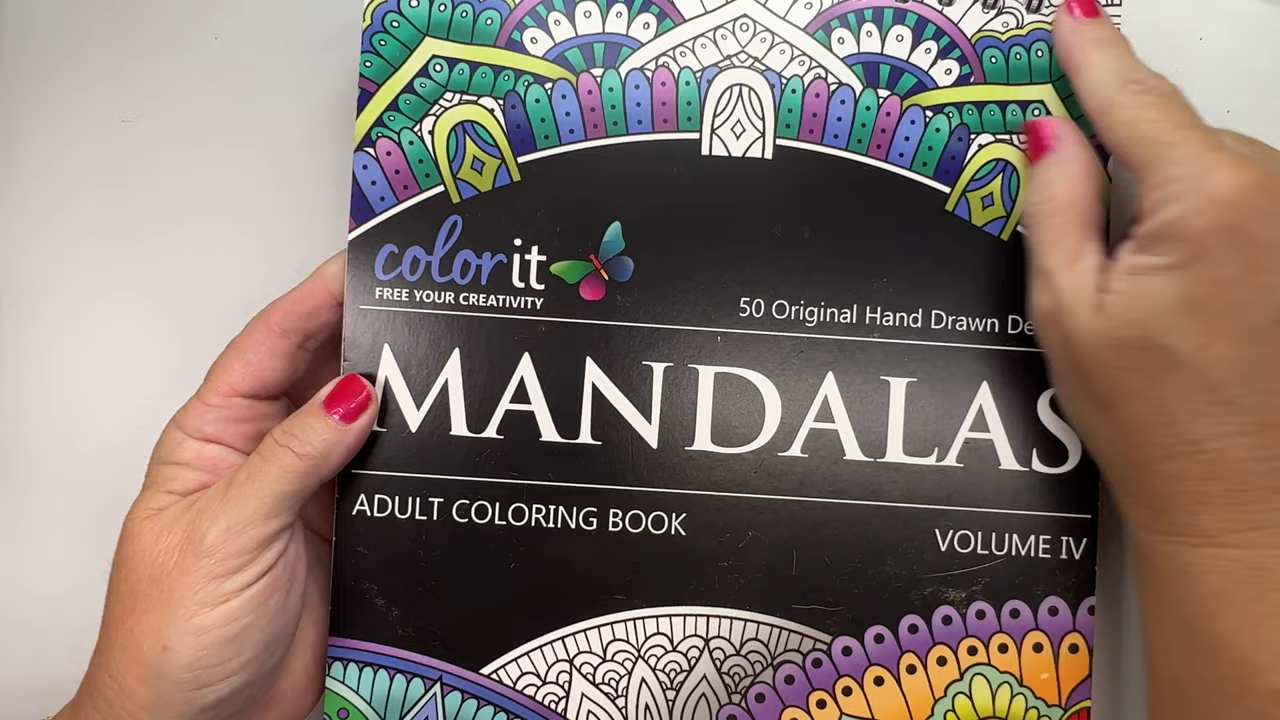 colorit
FREE YOUR CREATIVITY
50 Original Hand Drawn
MANDALAS
ADULT COLORING BOOK
VOLUME IV